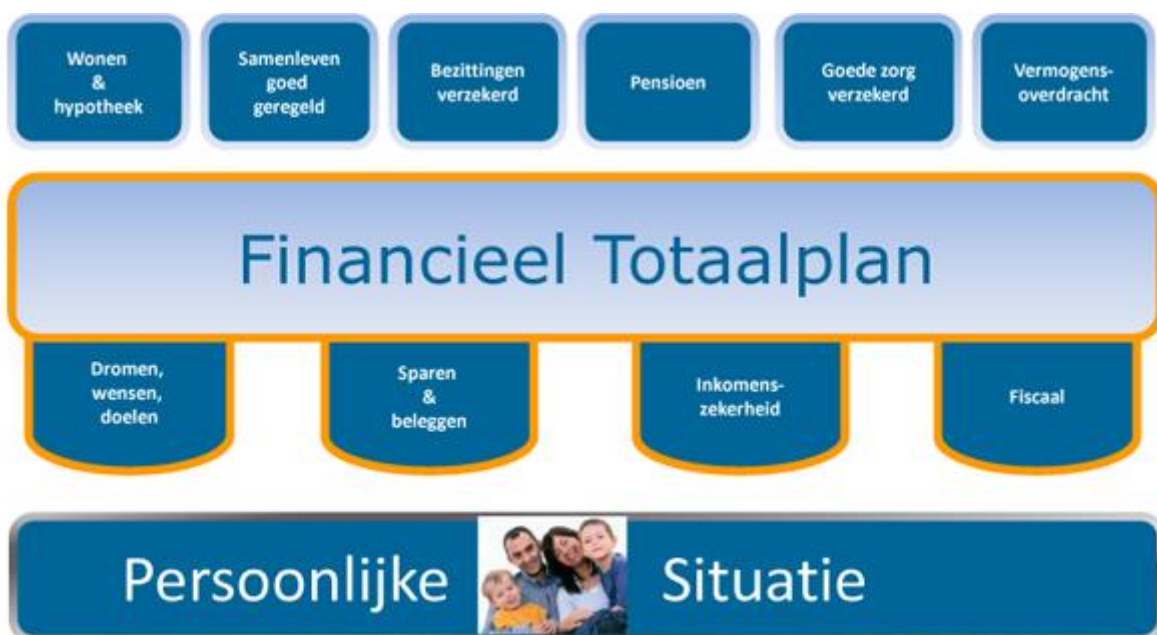 Wonen
&
hypotheek
Samenleven
goed
geregeld
Bezittingen
verzekerd
Pensioen
Goede zorg
verzekerd
Vermogens-
overdracht
Financieel Totaalplan
Dromen,
wensen,
doelen
Sparen
&
beleggen
Inkomens-
zekerheid
Fiscaal
Persoonlijke Situatie